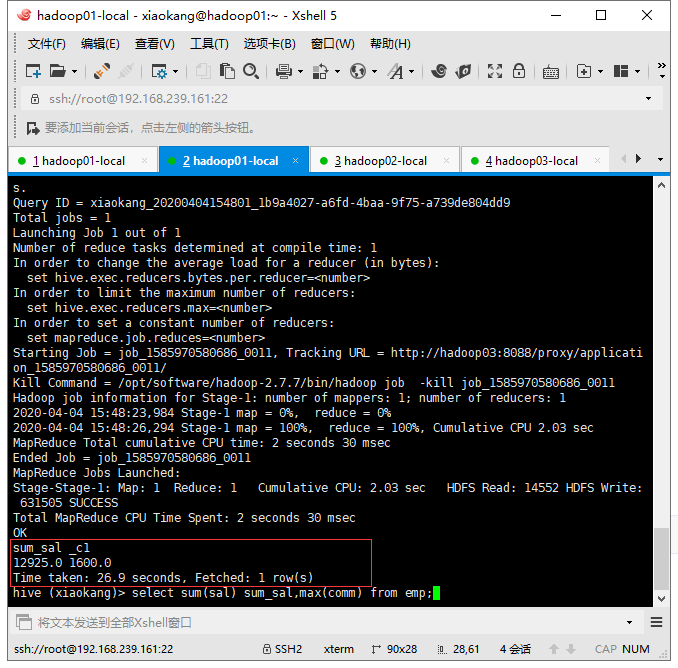 hadoop01-local - xiaokang@hadoop01:~ - Xshell 5
文件(F) 编辑(E) 查看(V) 工具(T) 选项卡(B) 窗口(W) 帮助(H)
ssh://root@192.168.239.161:22
要添加当前会话，点击左侧的箭头按钮。
1 hadoop01-local 2 hadoop01-local 3 hadoop02-local 4 hadoop03-local
s.
Query ID = xiaokang_20200404154801_1b9a4027-a6fd-4baa-9f75-a739de804dd9
Total jobs = 1
Launching Job 1 out of 1
Number of reduce tasks determined at compile time: 1
In order to change the average load for a reducer (in bytes):
  set hive.exec.reducers.bytes.per.reducer=<number>
In order to limit the maximum number of reducers:
  set hive.exec.reducers.max=<number>
In order to set a constant number of reducers:
  set mapreduce.job.reduces=<number>
Starting Job = job_1585970580686_0011, Tracking URL = http://hadoop03:8088/proxy/applicati
on_1585970580686_0011/
Kill Command = /opt/software/hadoop-2.7.7/bin/hadoop job  -kill job_1585970580686_0011
Hadoop job information for Stage-1: number of mappers: 1; number of reducers: 1
2020-04-04 15:48:23,984 Stage-1 map = 0%,  reduce = 0%
2020-04-04 15:48:26,294 Stage-1 map = 100%,  reduce = 100%, Cumulative CPU 2.03 sec
MapReduce Total cumulative CPU time: 2 seconds 30 msec
Ended Job = job_1585970580686_0011
MapReduce Jobs Launched:
Stage-Stage-1: Map: 1  Reduce: 1   Cumulative CPU: 2.03 sec   HDFS Read: 14552 HDFS Write:
 631505 SUCCESS
Total MapReduce CPU Time Spent: 2 seconds 30 msec
OK
sum_sal _c1
12925.0 1600.0
Time taken: 26.9 seconds, Fetched: 1 row(s)
hive (xiaokang)> select sum(sal) sum_sal,max(comm) from emp;
将文本发送到全部Xshell窗口
ssh://root@192.168.239.161:22 SSH2 xterm 90x28 28,61 4 会话 CAP NUM